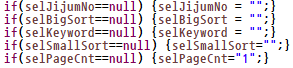 if(selJijumNo==null) {selJijumNo = "";}
if(selBigSort==null) {selBigSort = "";}
if(selKeyword==null) {selKeyword = "";}
if(selSmallSort==null) {selSmallSort="";}
if(selPageCnt==null) {selPageCnt="1";}